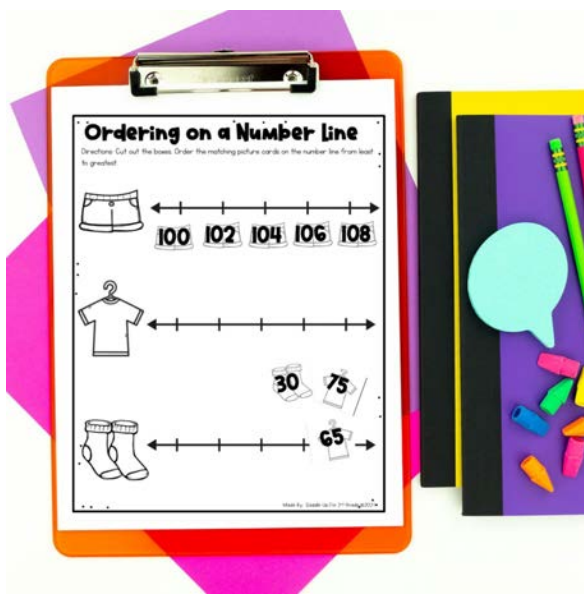 Ordering on a Number Line
Directions: Cut out the boxes. Order the matching picture cards on the number line from least
to greatest.
100 102 104 106 108
30 75
65